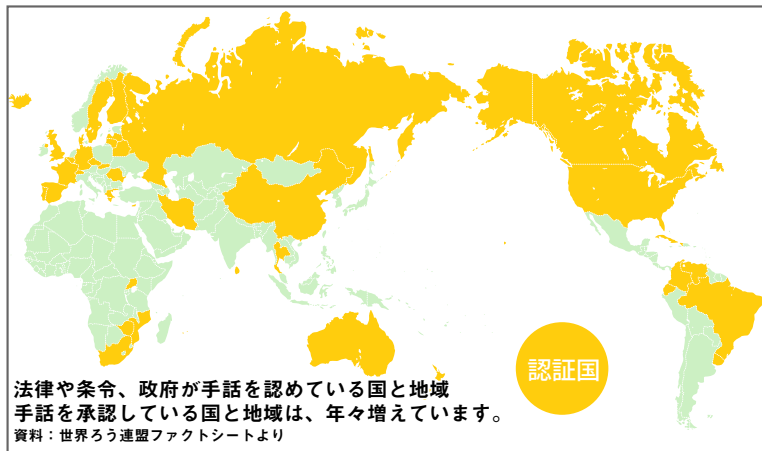 認証国
法律や条令、政府が手話を認めている国と地域
手話を承認している国と地域は、年々増えています。
資料：世界ろう連盟ファクトシートより